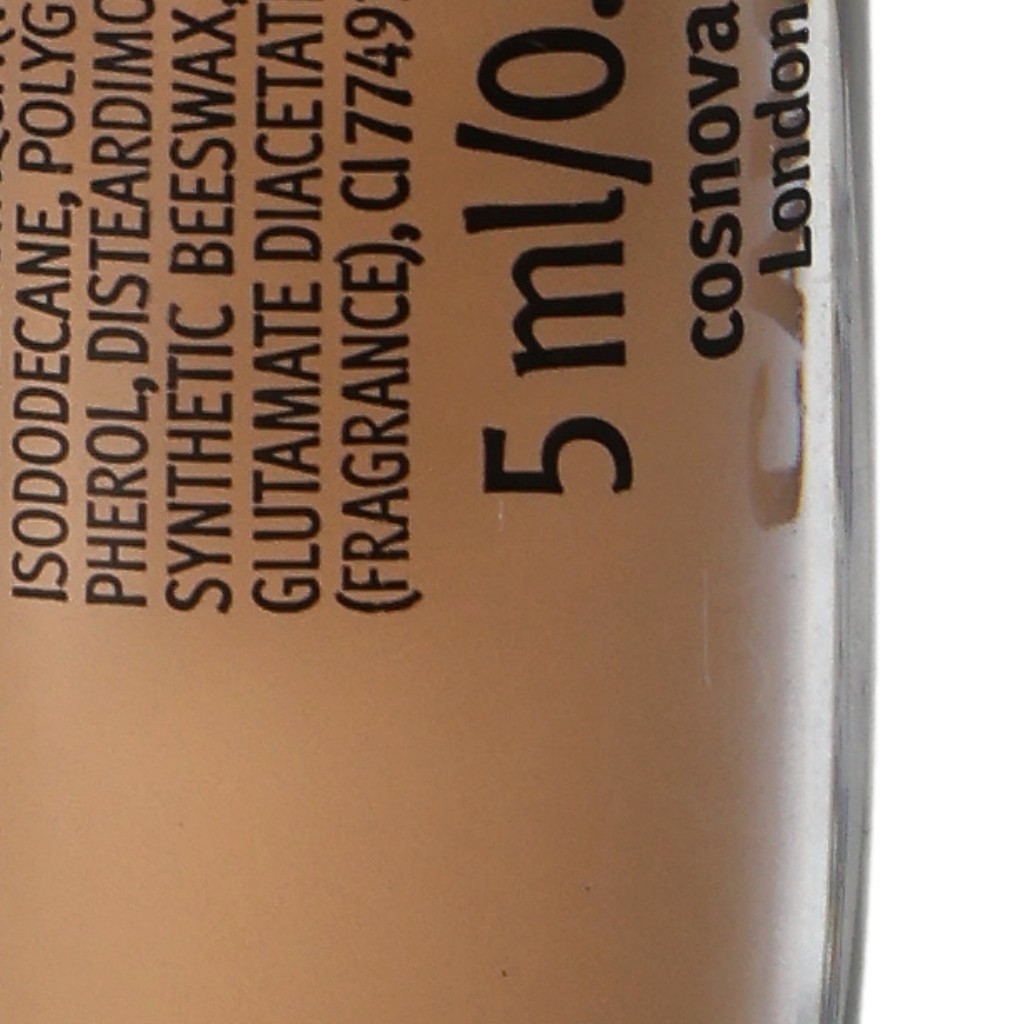 ISODODECANE, POLYG
PHEROL, DISTEARDIMO
SYNTHETIC BEESWAX,
GLUTAMATE DIACETAT
(FRAGRANCE), CI 7749
5 ml/0.
cosnova
London